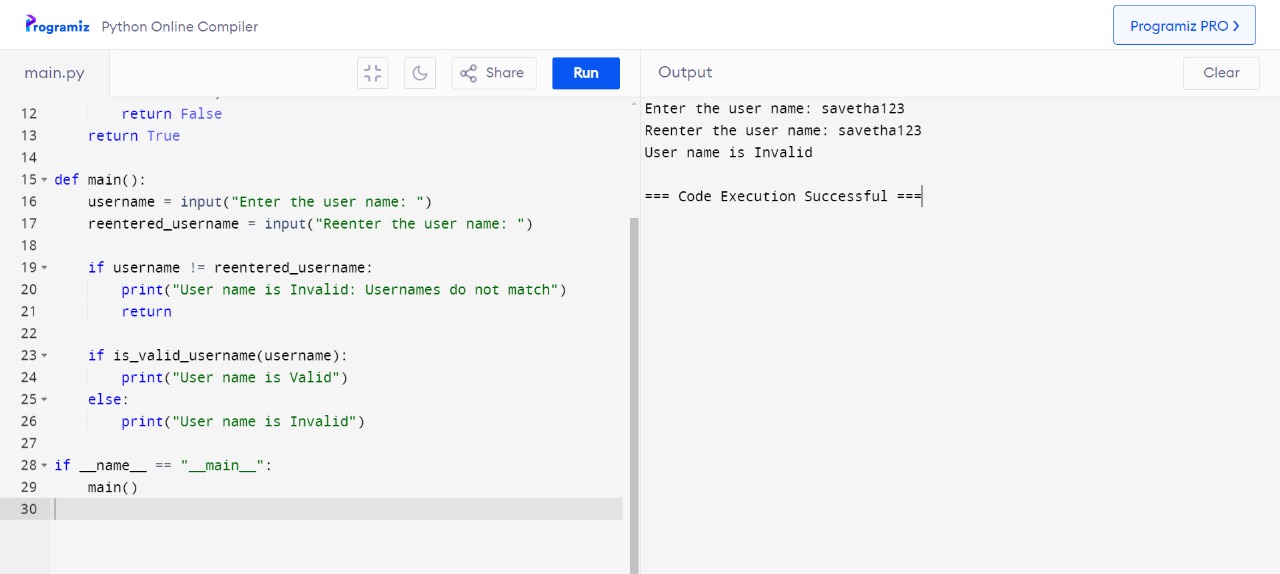 Programiz Python Online Compiler
Programiz PRO
main.py
Share
Run
Output
Clear
12 return False
13 return True
14
15 def main():
16 username = input("Enter the user name: ")
17 reentered_username = input("Reenter the user name: ")
18
19 if username != reentered_username:
20 print("User name is Invalid: Usernames do not match")
21 return
22
23 if is_valid_username(username):
24 print("User name is Valid")
25 else:
26 print("User name is Invalid")
27
28 if __name__ == "__main__":
29 main()
30
Enter the user name: savetha123
Reenter the user name: savetha123
User name is Invalid
=== Code Execution Successful ===